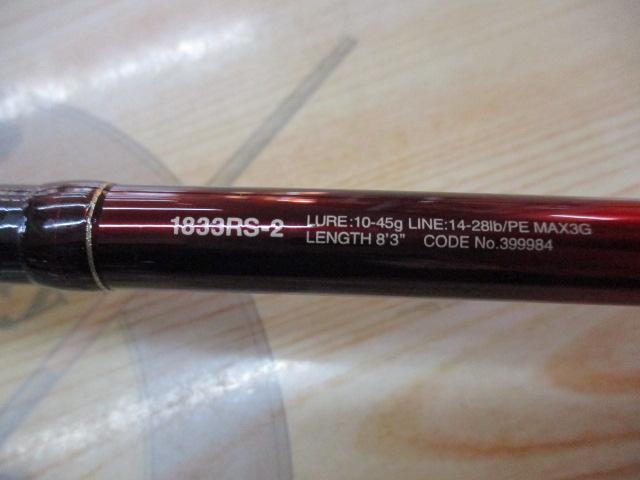 1833RS-2 LURE:10-45g LINE:14-28lb/PE MAX3G
LENGTH 8'3" CODE No.399984